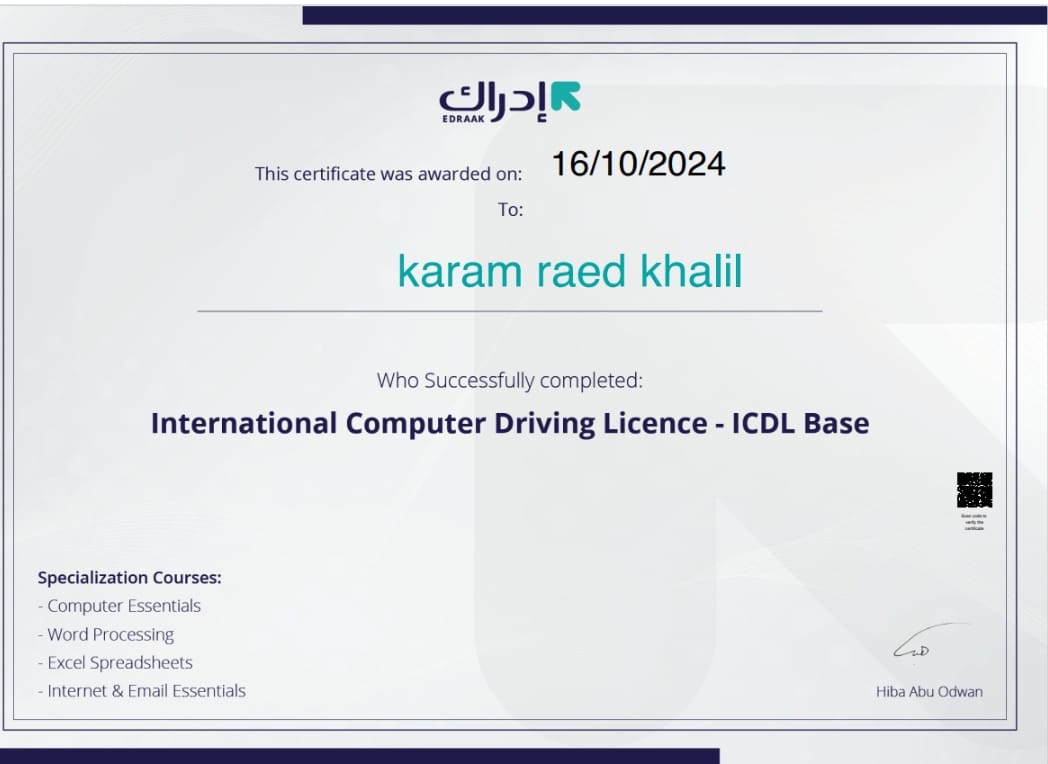 إدراك
EDRAAK
This certificate was awarded on: 16/10/2024
To:
karam raed khalil
Who Successfully completed:
International Computer Driving Licence - ICDL Base
Scan code to
verify the
certificate
Specialization Courses:
- Computer Essentials
- Word Processing
- Excel Spreadsheets
- Internet & Email Essentials
Hiba Abu Odwan